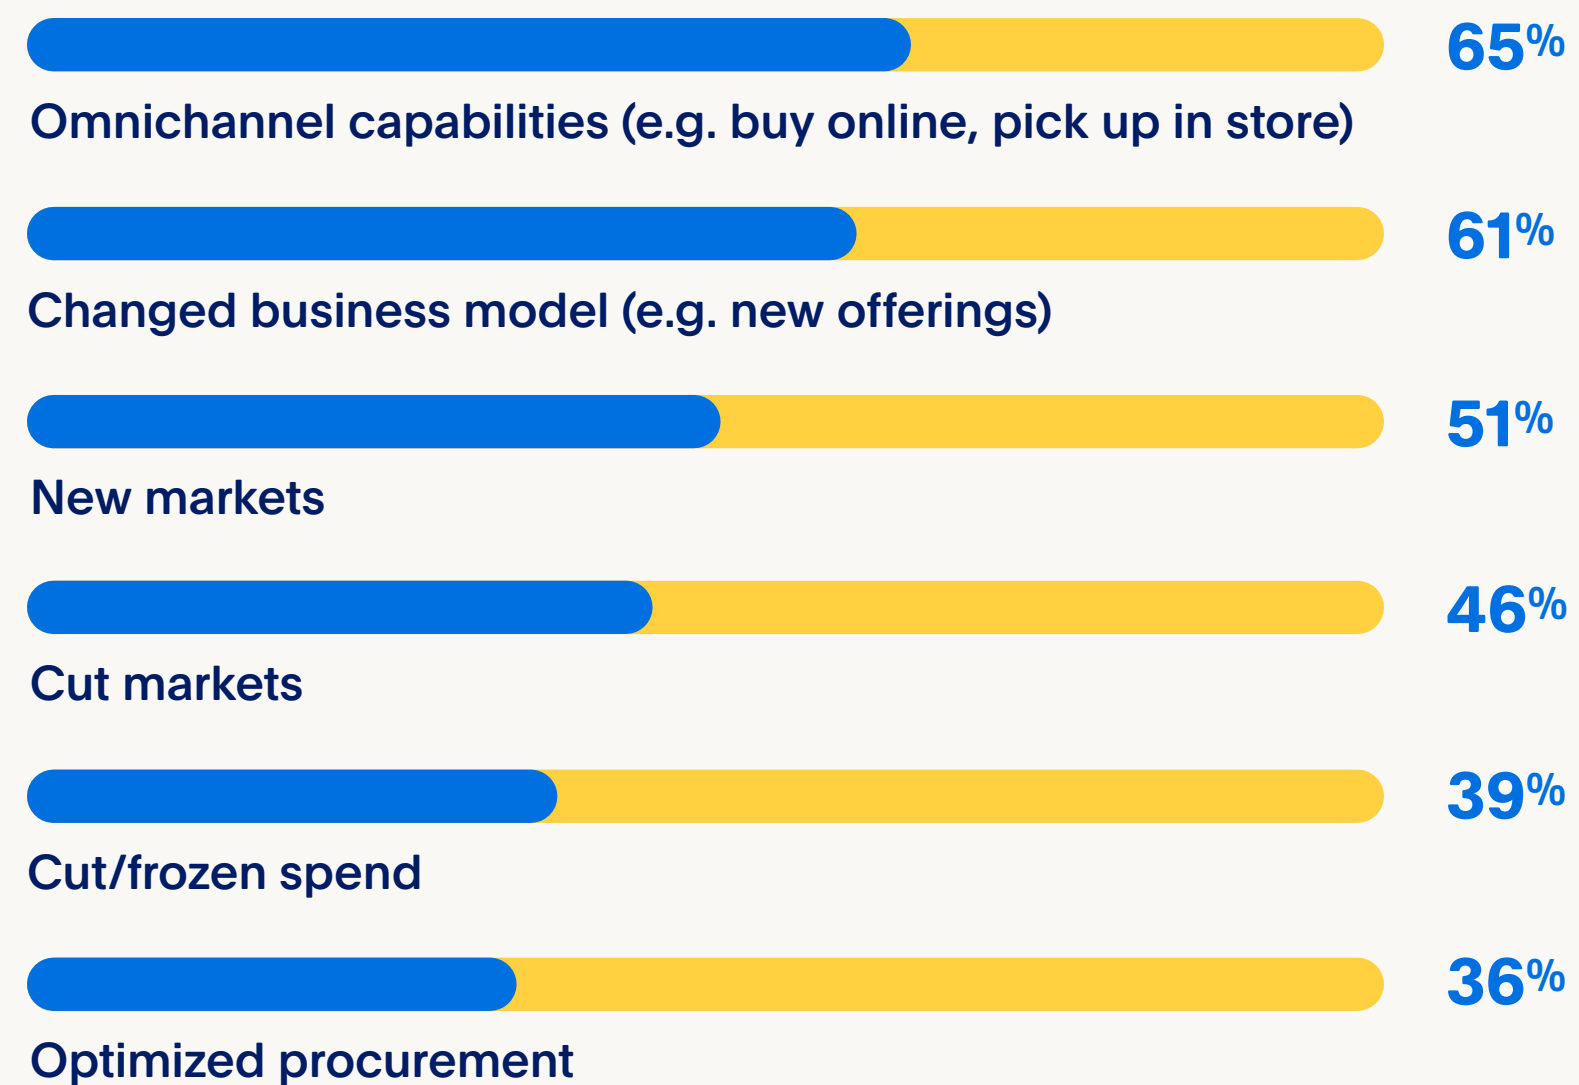 65%
Omnichannel capabilities (e.g. buy online, pick up in store)
61%
Changed business model (e.g. new offerings)
51%
New markets
46%
Cut markets
39%
Cut/frozen spend
36%
Optimized procurement